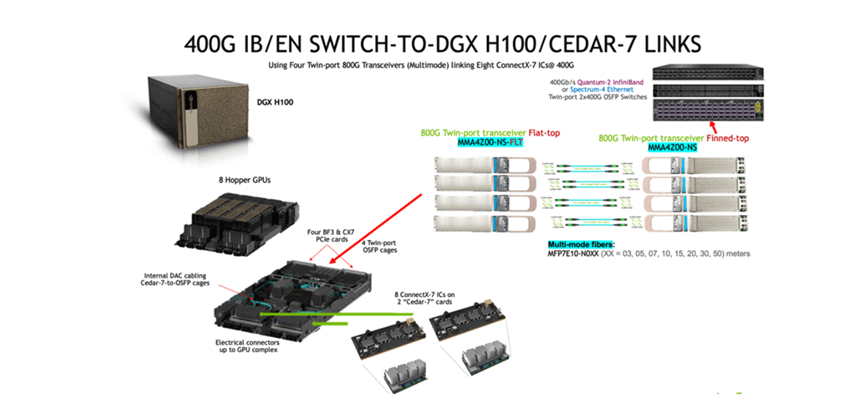 400G IB/EN SWITCH-TO-DGX H100/CEDAR-7 LINKS
Using Four Twin-port 800G Transceivers (Multimode) linking Eight ConnectX-7 ICs@ 400G
DGX H100
400Gb/s Quantum-2 InfiniBand
or Spectrum-4 Ethernet
Twin-port 2x400G OSFP Switches
800G Twin-port transceiver Flat-top
MMA4Z00-NS-FLT
800G Twin-port transceiver Finned-top
MMA4Z00-NS
8 Hopper GPUs
Four BF3 & CX7
PCIe cards
4 Twin-port
OSFP cages
Multi-mode fibers:
MFP7E10-N0XX (XX = 03, 05, 07, 10, 15, 20, 30, 50) meters
Internal DAC cabling
Cedar-7-to-OSFP cages
8 ConnectX-7 ICs on
2 "Cedar-7" cards
Electrical connectors
up to GPU complex